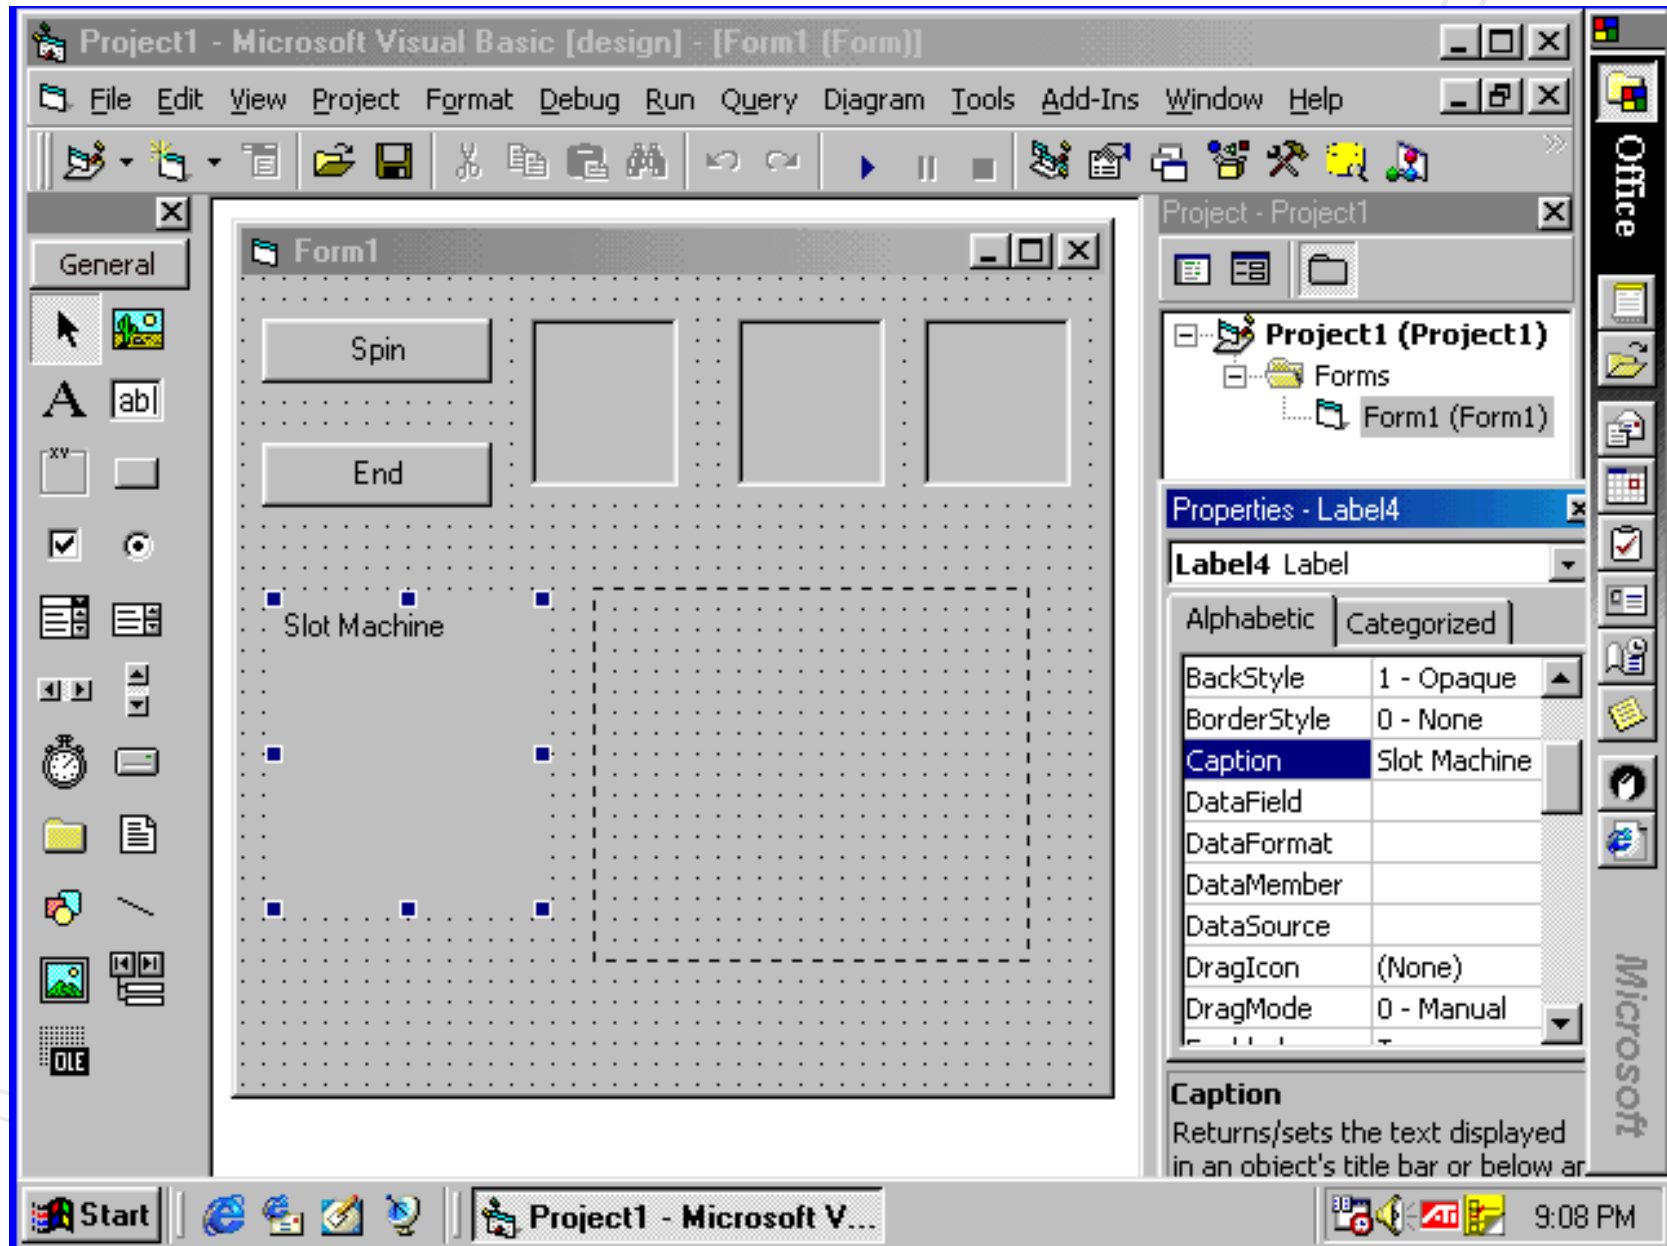 Project1 - Microsoft Visual Basic [design] - [Form1 (Form)]
File Edit View Project Format Debug Run Query Diagram Tools Add-Ins Window Help
Office
General
A
ab|
xv
OLE
Form1
Spin
End
Slot Machine
Project - Project1
Project1 (Project1)
Forms
Form1 (Form1)
Properties - Label4
Label4 Label
Alphabetic Categorized
BackStyle 1 - Opaque
BorderStyle 0 - None
Caption Slot Machine
DataField
DataFormat
DataMember
DataSource
DragIcon (None)
DragMode 0 - Manual
Caption
Returns/sets the text displayed
in an object's title bar or below
Microsoft
Start Project1 - Microsoft V... ATI 9:08 PM